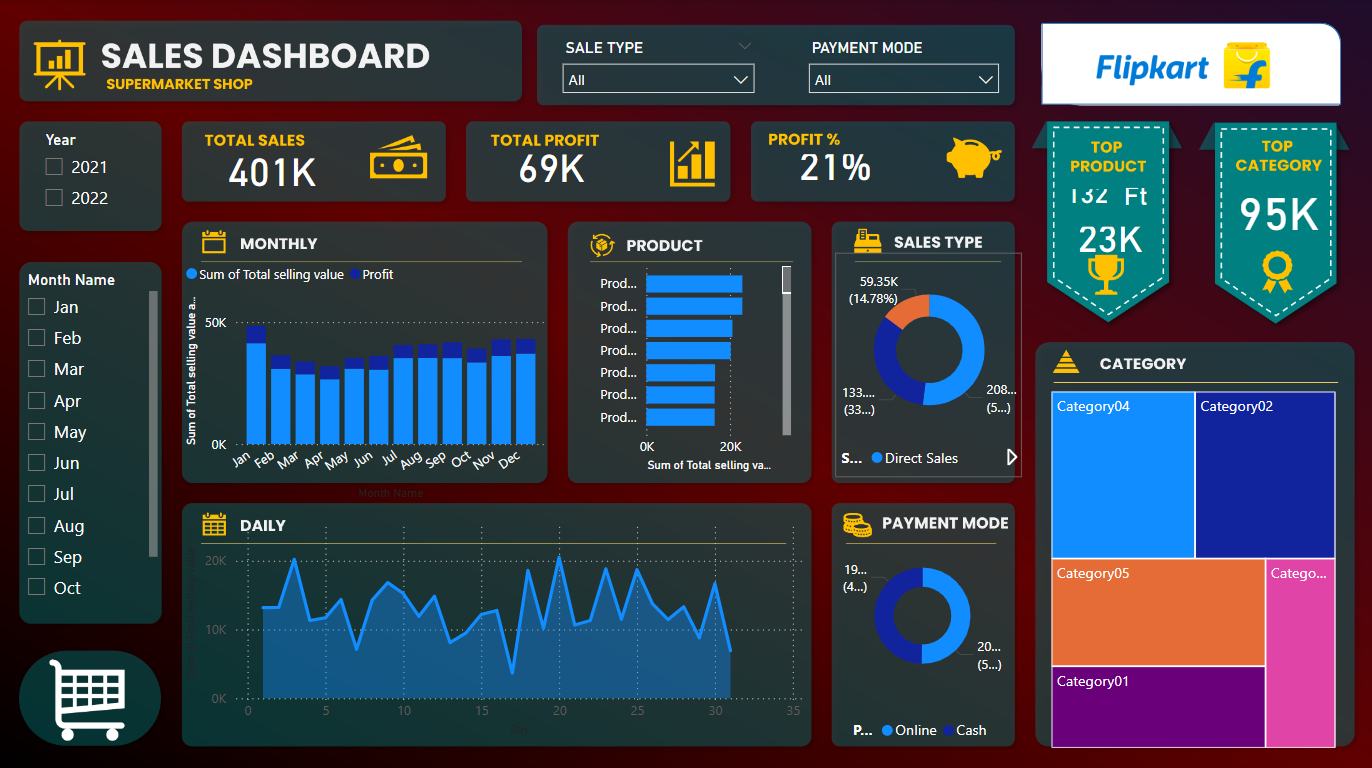 SALES DASHBOARD
SUPERMARKET SHOP
SALE TYPE
All
PAYMENT MODE
All
Flipkart
Year
2021
2022
TOTAL SALES
401K
TOTAL PROFIT
69K
PROFIT %
21%
TOP
PRODUCT
Ft
23K
TOP
CATEGORY
95K
Month Name
Jan
Feb
Mar
Apr
May
Jun
Jul
Aug
Sep
Oct
MONTHLY
Sum of Total selling value Profit
Sum of Total selling value a...
50K
0K
Jan Feb Mar Apr May Jun Jul Aug Sep Oct Nov Dec
Month Name
PRODUCT
Prod...
Prod...
Prod...
Prod...
Prod...
Prod...
Prod...
0K 20K
Sum of Total selling va...
SALES TYPE
59.35K
(14.78%)
133....
(33...)
208...
(5...)
S... Direct Sales
CATEGORY
Category04
Category02
Category05
Catego...
Category01
DAILY
20K
10K
0K
0 5 10 15 20 25 30 35
PAYMENT MODE
19...
(4...)
20...
(5...)
P... Online Cash